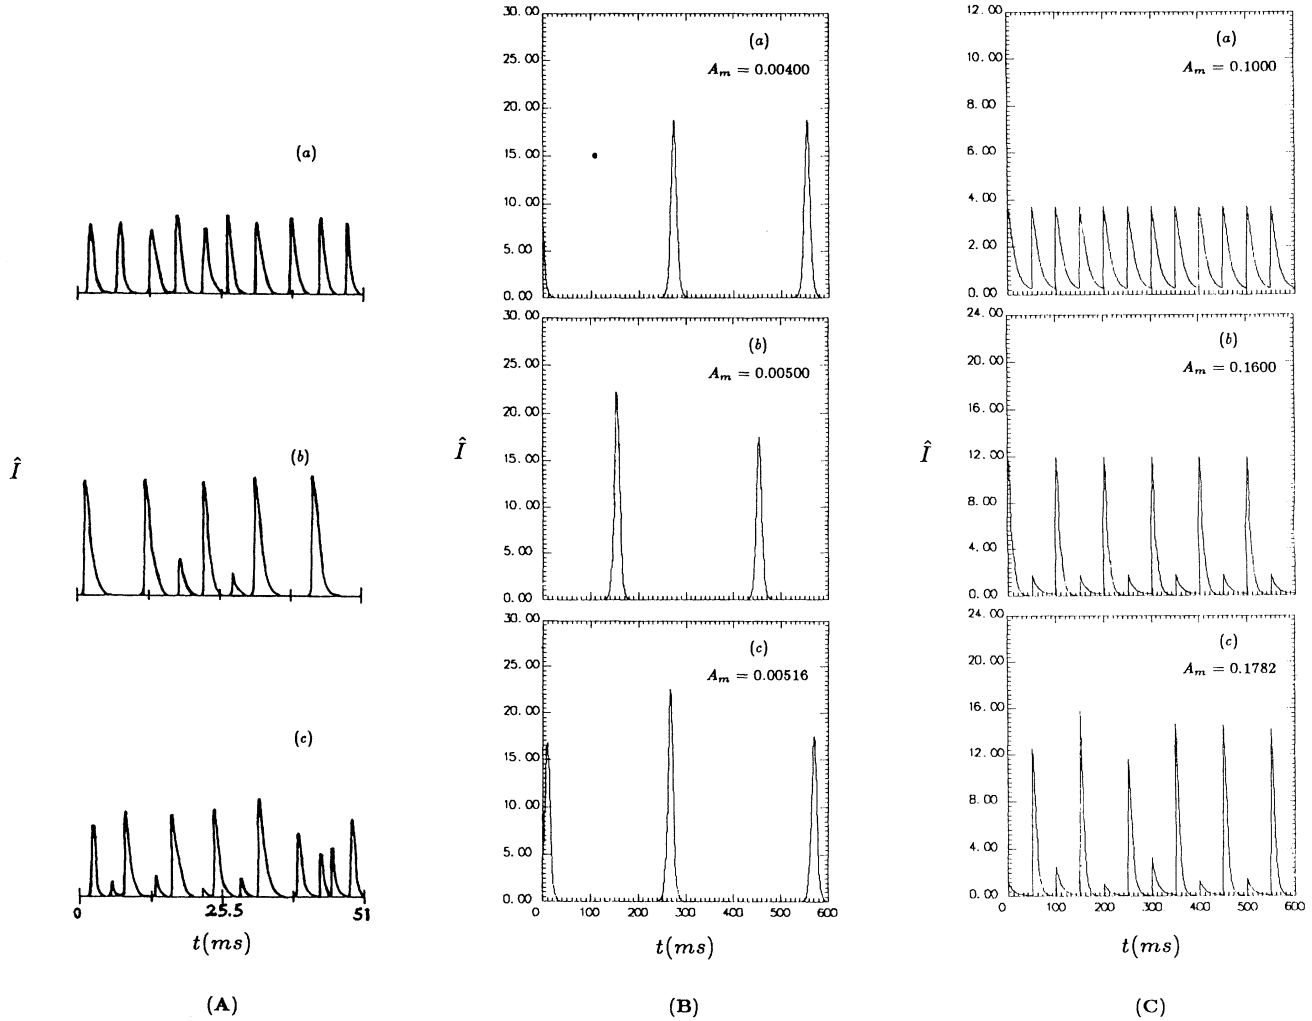 (a)
Î
(b)
(c)
0 25.5 51
t(ms)
(A)
30.00
25.00
20.00
15.00
10.00
5.00
0.00
(a)
A_m = 0.00400
30.00
25.00
20.00
15.00
10.00
5.00
0.00
Î
(b)
A_m = 0.00500
30.00
25.00
20.00
15.00
10.00
5.00
0.00
(c)
A_m = 0.00516
0 100 200 300 400 500 600
t(ms)
(B)
12.00
10.00
8.00
6.00
4.00
2.00
0.00
(a)
A_m = 0.1000
24.00
20.00
16.00
12.00
8.00
4.00
0.00
Î
(b)
A_m = 0.1600
24.00
20.00
16.00
12.00
8.00
4.00
0.00
(c)
A_m = 0.1782
0 100 200 300 400 500 600
t(ms)
(C)